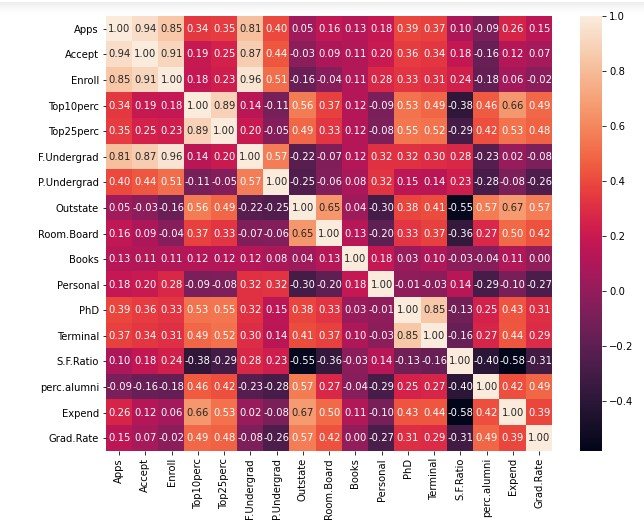 Apps 1.00 0.94 0.85 0.34 0.35 0.81 0.40 0.05 0.16 0.13 0.18 0.39 0.37 0.10 -0.09 0.26 0.15
Accept 0.94 1.00 0.91 0.19 0.25 0.87 0.44 -0.03 0.09 0.11 0.20 0.36 0.34 0.18 -0.16 0.12 0.07
Enroll 0.85 0.91 1.00 0.18 0.23 0.96 0.51 -0.16 -0.04 0.11 0.28 0.33 0.31 0.24 -0.18 0.06 -0.02
Top10perc 0.34 0.19 0.18 1.00 0.89 0.14 -0.11 0.56 0.37 0.12 -0.09 0.53 0.49 -0.38 0.46 0.66 0.49
Top25perc 0.35 0.25 0.23 0.89 1.00 0.20 -0.05 0.49 0.33 0.12 -0.08 0.55 0.52 -0.29 0.42 0.53 0.48
F.Undergrad 0.81 0.87 0.96 0.14 0.20 1.00 0.57 -0.22 -0.07 0.12 0.32 0.32 0.30 0.28 -0.23 0.02 -0.08
P.Undergrad 0.40 0.44 0.51 -0.11 -0.05 0.57 1.00 -0.25 -0.06 0.08 0.32 0.15 0.14 0.23 -0.28 -0.08 -0.26
Outstate 0.05 -0.03 -0.16 0.56 0.49 -0.22 -0.25 1.00 0.65 0.04 -0.30 0.38 0.41 -0.55 0.57 0.67 0.57
Room.Board 0.16 0.09 -0.04 0.37 0.33 -0.07 -0.06 0.65 1.00 0.13 -0.20 0.33 0.37 -0.36 0.27 0.50 0.42
Books 0.13 0.11 0.11 0.12 0.12 0.12 0.08 0.04 0.13 1.00 0.18 0.03 0.10 -0.03 -0.04 0.11 0.00
Personal 0.18 0.20 0.28 -0.09 -0.08 0.32 0.32 -0.30 -0.20 0.18 1.00 -0.01 -0.03 0.14 -0.29 -0.10 -0.27
PhD 0.39 0.36 0.33 0.53 0.55 0.32 0.15 0.38 0.33 0.03 -0.01 1.00 0.85 -0.13 0.25 0.43 0.31
Terminal 0.37 0.34 0.31 0.49 0.52 0.30 0.14 0.41 0.37 0.10 -0.03 0.85 1.00 -0.16 0.27 0.44 0.29
S.F.Ratio 0.10 0.18 0.24 -0.38 -0.29 0.28 0.23 -0.55 -0.36 -0.03 0.14 -0.13 -0.16 1.00 -0.40 -0.58 -0.31
perc.alumni -0.09 -0.16 -0.18 0.46 0.42 -0.23 -0.28 0.57 0.27 -0.04 -0.29 0.25 0.27 -0.40 1.00 0.42 0.49
Expend 0.26 0.12 0.06 0.66 0.53 0.02 -0.08 0.67 0.50 0.11 -0.10 0.43 0.44 -0.58 0.42 1.00 0.39
Grad.Rate 0.15 0.07 -0.02 0.49 0.48 -0.08 -0.26 0.57 0.42 0.00 -0.27 0.31 0.29 -0.31 0.49 0.39 1.00
Apps
Accept
Enroll
Top10perc
Top25perc
F.Undergrad
P.Undergrad
Outstate
Room.Board
Books
Personal
PhD
Terminal
S.F.Ratio
perc.alumni
Expend
Grad.Rate
1.0
0.8
0.6
0.4
0.2
0.0
−0.2
−0.4